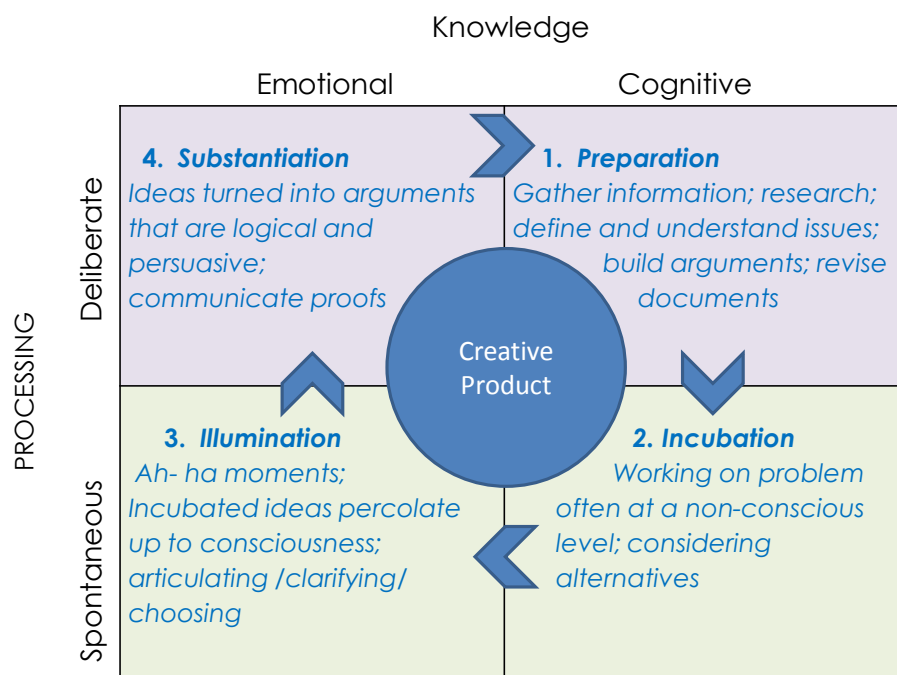 Knowledge
Emotional
Cognitive
PROCESSING
Deliberate
4. Substantiation
Ideas turned into arguments
that are logical and
persuasive;
communicate proofs
1. Preparation
Gather information; research;
define and understand issues;
build arguments; revise
documents
Creative
Product
Spontaneous
3. Illumination
Ah- ha moments;
Incubated ideas percolate
up to consciousness;
articulating /clarifying/
choosing
2. Incubation
Working on problem
often at a non-conscious
level; considering
alternatives